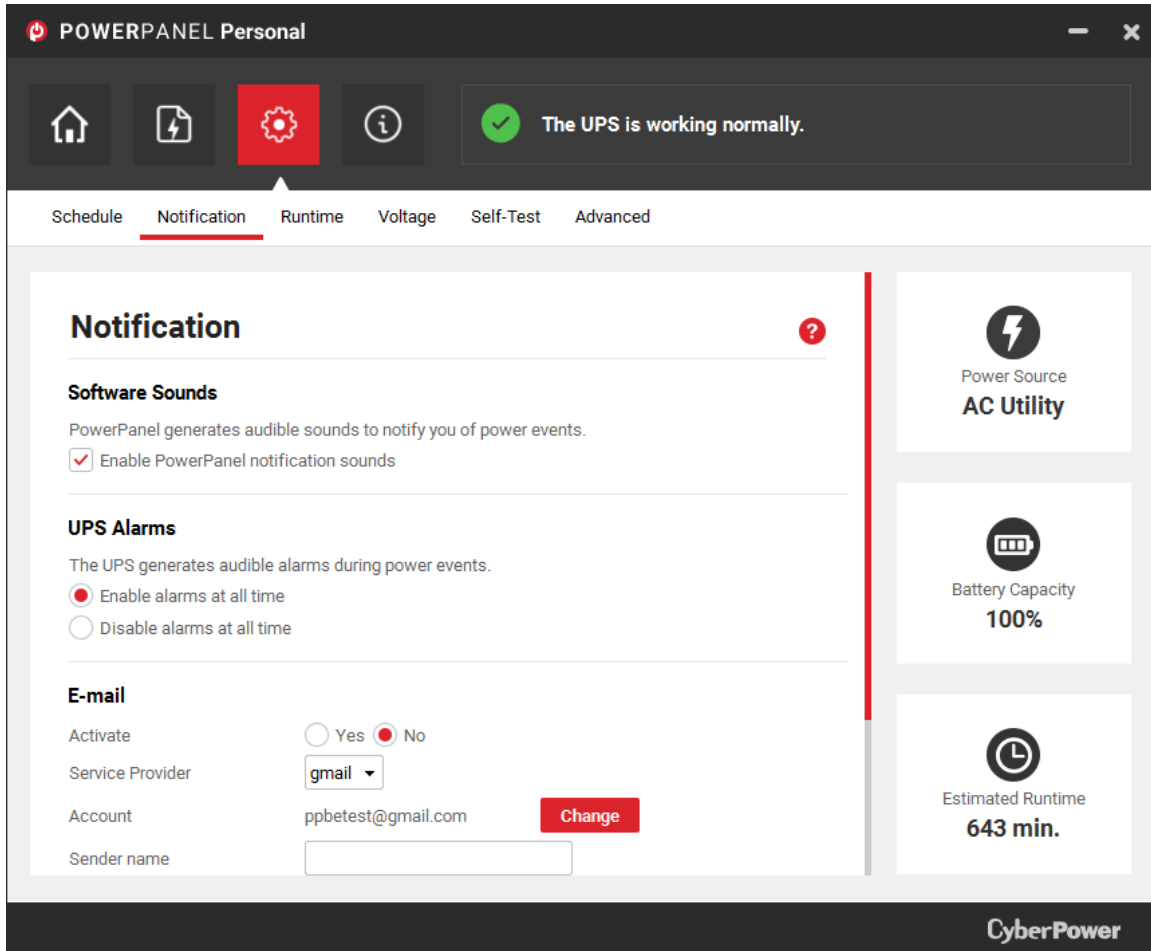 POWERPANEL Personal
The UPS is working normally.
Schedule Notification Runtime Voltage Self-Test Advanced
Notification
?
Software Sounds
PowerPanel generates audible sounds to notify you of power events.
Enable PowerPanel notification sounds
UPS Alarms
The UPS generates audible alarms during power events.
Enable alarms at all time
Disable alarms at all time
E-mail
Activate Yes No
Service Provider gmail
Account ppbetest@gmail.com Change
Sender name
Power Source
AC Utility
Battery Capacity
100%
Estimated Runtime
643 min.
CyberPower